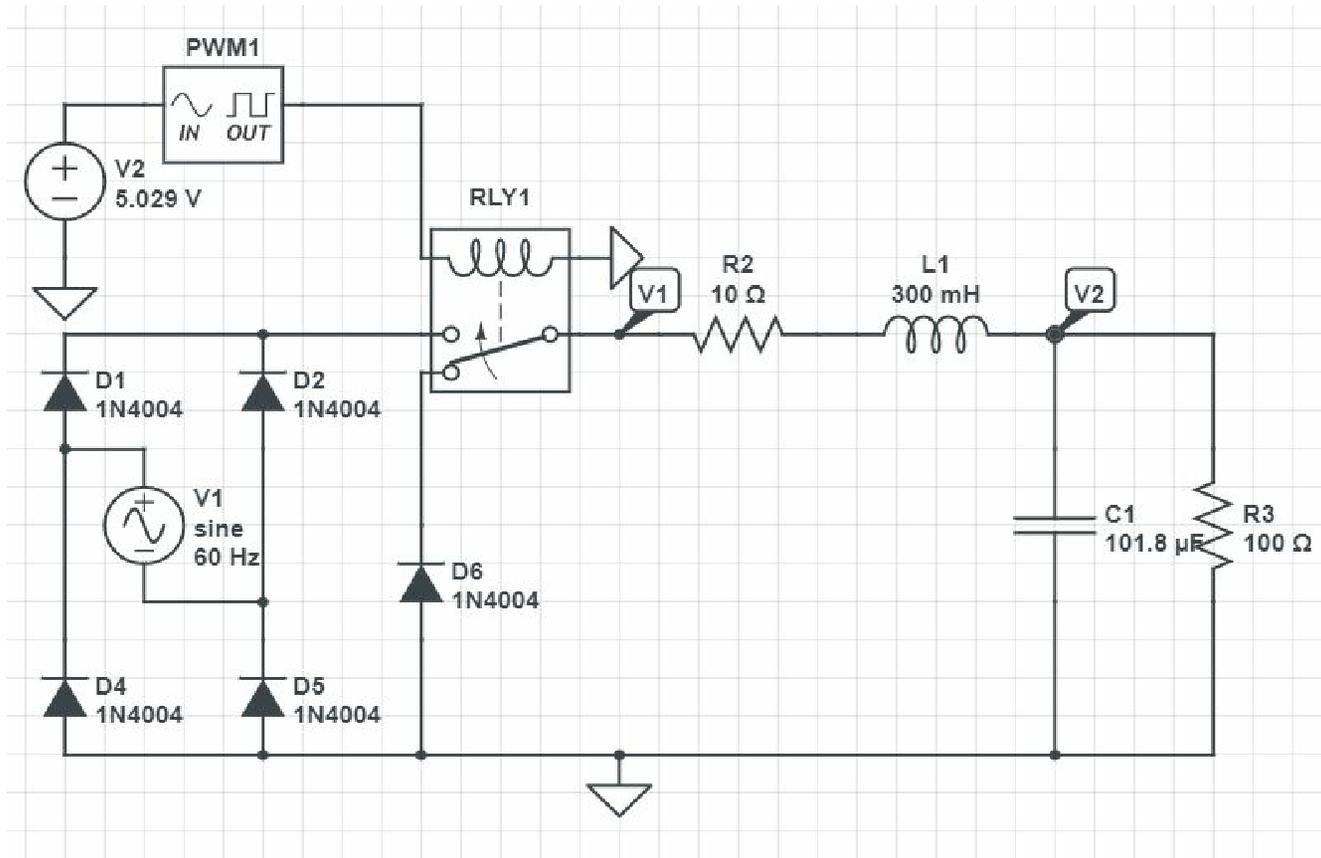 PWM1
IN OUT
V2
5.029 V
RLY1
V1
R2
10 Ω
L1
300 mH
V2
D1
1N4004
D2
1N4004
V1
sine
60 Hz
C1
101.8 µF
R3
100 Ω
D6
1N4004
D4
1N4004
D5
1N4004